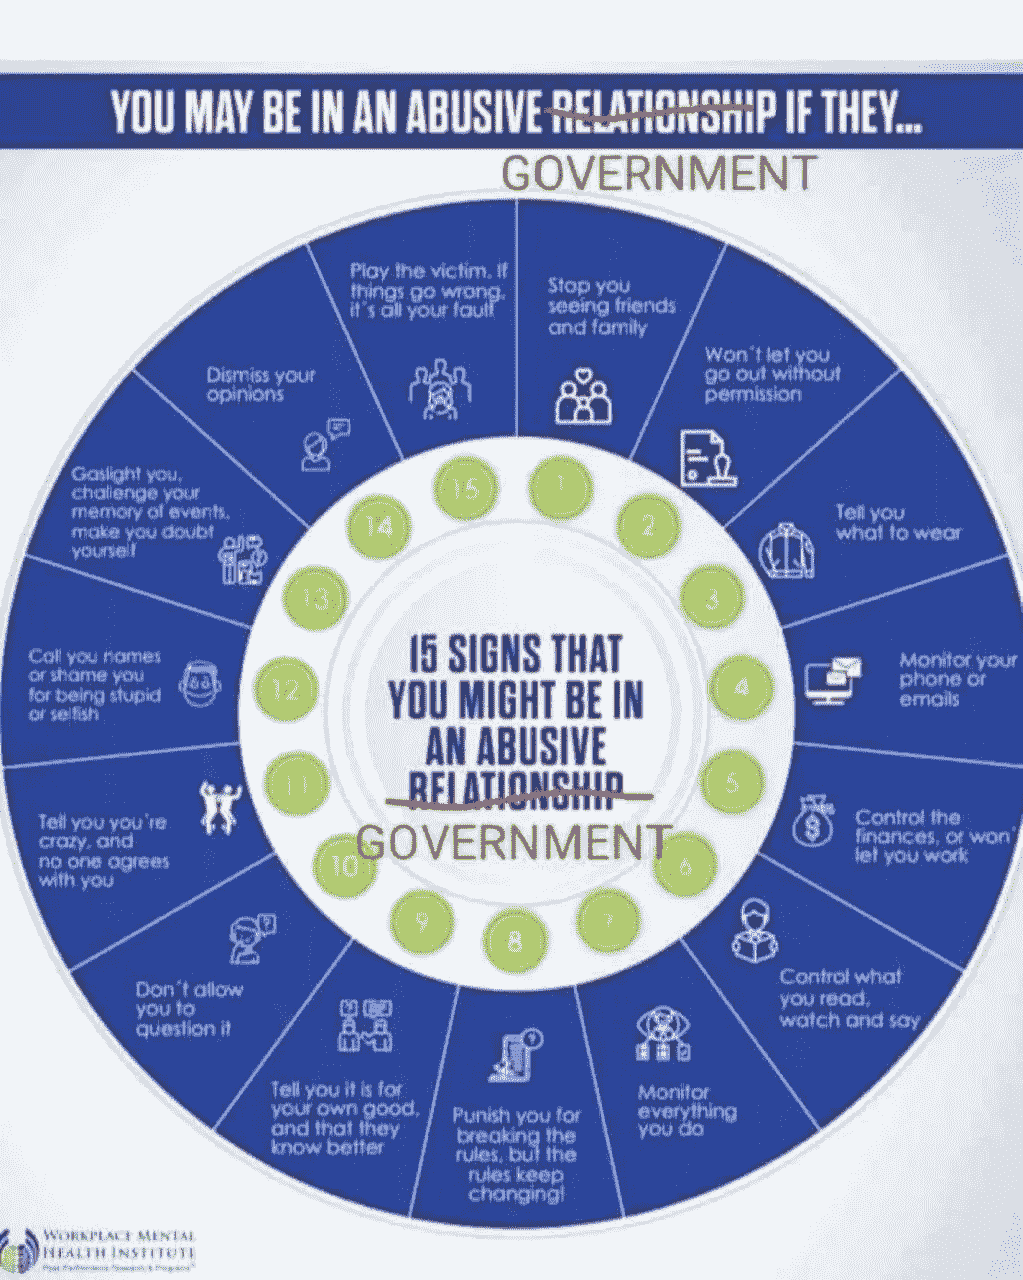 YOU MAY BE IN AN ABUSIVE RELATIONSHIP IF THEY...
GOVERNMENT
Stop you
seeing friends
and family
Won't let you
go out without
permission
Tell you
what to wear
Monitor your
phone or
emails
Control the
finances, or won'
let you work
Control what
you read,
watch and say
Monitor
everything
you do
Punish you for
breaking the
rules, but the
rules keep
changing!
Tell you it is for
your own good,
and that they
know better
Don't allow
you to
question it
Tell you you're
crazy, and
no one agrees
with you
Call you names
or shame you
for being stupid
or selfish
Gaslight you,
challenge your
memory of events,
make you doubt
yourself
Dismiss your
opinions
Play the victim. If
things go wrong,
it's all your fault
1
2
3
4
5
6
7
8
9
10
11
12
13
14
15
15 SIGNS THAT
YOU MIGHT BE IN
AN ABUSIVE
RELATIONSHIP
GOVERNMENT
WORKPLACE MENTAL
HEALTH INSTITUTE
Peak Performance Research & Programs